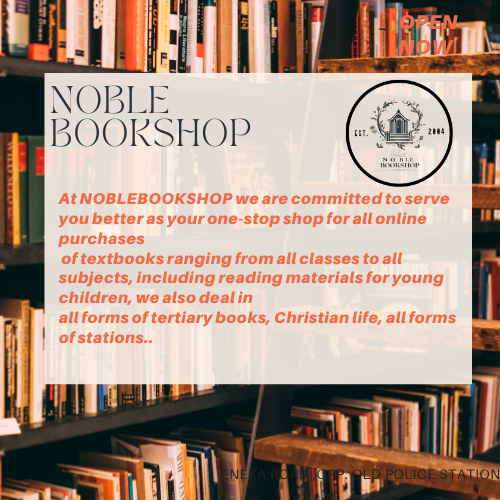 OPEN
NOW
NOBLE
BOOKSHOP
EST. 2004
NOBLE
BOOKSHOP
At NOBLEBOOKSHOP we are committed to serve
you better as your one-stop shop for all online
purchases
of textbooks ranging from all classes to all
subjects, including reading materials for young
children, we also deal in
all forms of tertiary books, Christian life, all forms
of stations..
ENEKA ROAD, OLD POLICE STATION